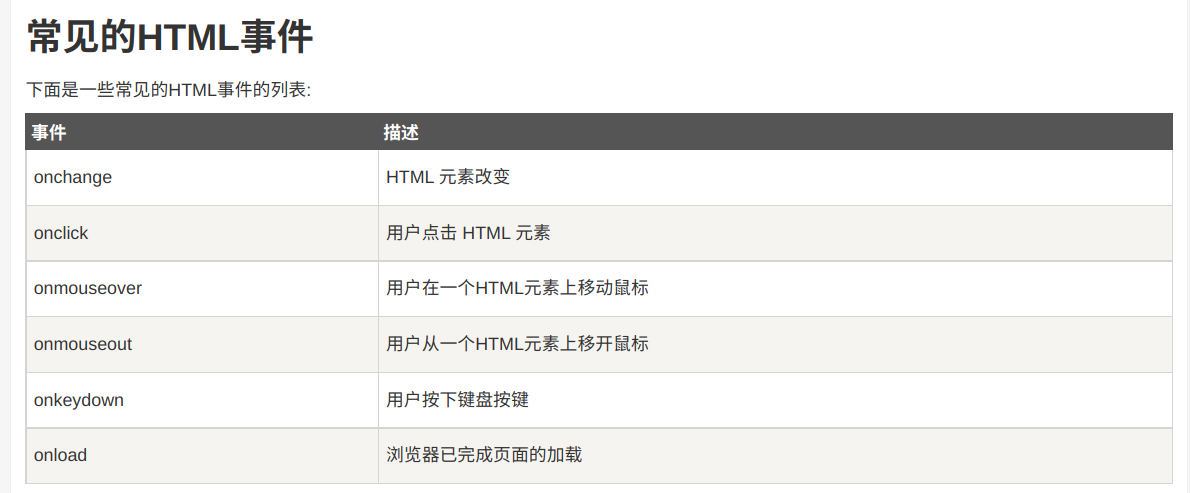 常见的HTML事件
下面是一些常见的HTML事件的列表:
事件 描述
onchange HTML 元素改变
onclick 用户点击 HTML 元素
onmouseover 用户在一个HTML元素上移动鼠标
onmouseout 用户从一个HTML元素上移开鼠标
onkeydown 用户按下键盘按键
onload 浏览器已完成页面的加载